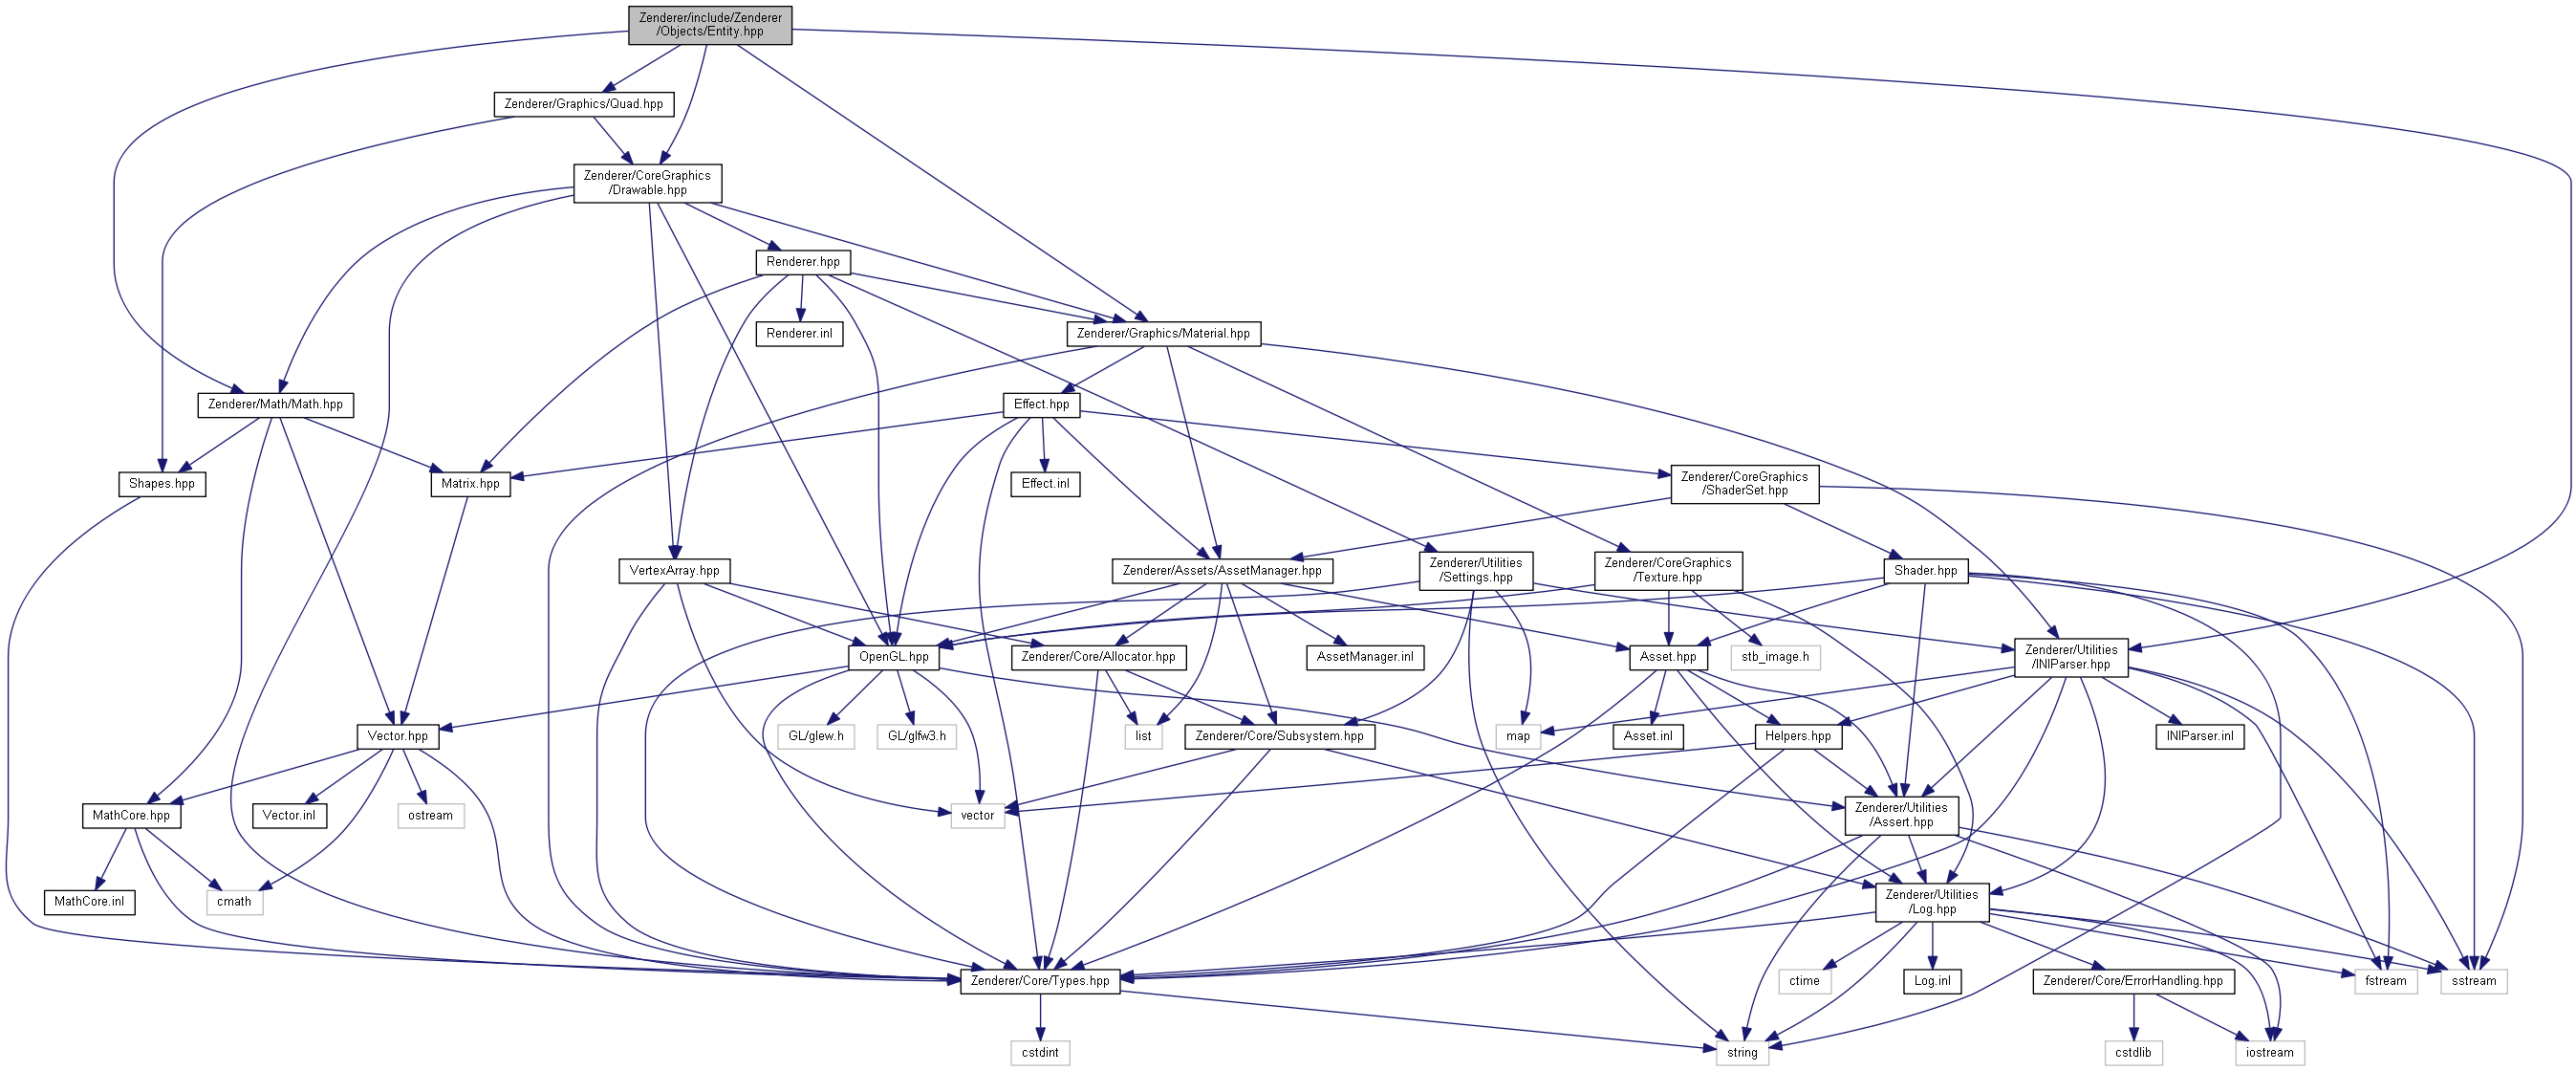 Zenderer/include/Zenderer
/Objects/Entity.hpp
Zenderer/Graphics/Quad.hpp
Zenderer/CoreGraphics
/Drawable.hpp
Renderer.hpp
Renderer.inl
Zenderer/Graphics/Material.hpp
Zenderer/Math/Math.hpp
Effect.hpp
Shapes.hpp
Matrix.hpp
Effect.inl
Zenderer/CoreGraphics
/ShaderSet.hpp
VertexArray.hpp
Zenderer/Assets/AssetManager.hpp
Zenderer/Utilities
/Settings.hpp
Zenderer/CoreGraphics
/Texture.hpp
Shader.hpp
OpenGL.hpp
Zenderer/Core/Allocator.hpp
AssetManager.inl
Asset.hpp
stb_image.h
Zenderer/Utilities
/INIParser.hpp
Vector.hpp
GL/glew.h
GL/glfw3.h
list
Zenderer/Core/Subsystem.hpp
map
Asset.inl
Helpers.hpp
INIParser.inl
MathCore.hpp
Vector.inl
ostream
vector
Zenderer/Utilities
/Assert.hpp
MathCore.inl
cmath
Zenderer/Utilities
/Log.hpp
Zenderer/Core/Types.hpp
ctime
Log.inl
Zenderer/Core/ErrorHandling.hpp
fstream
sstream
cstdint
string
cstdlib
iostream